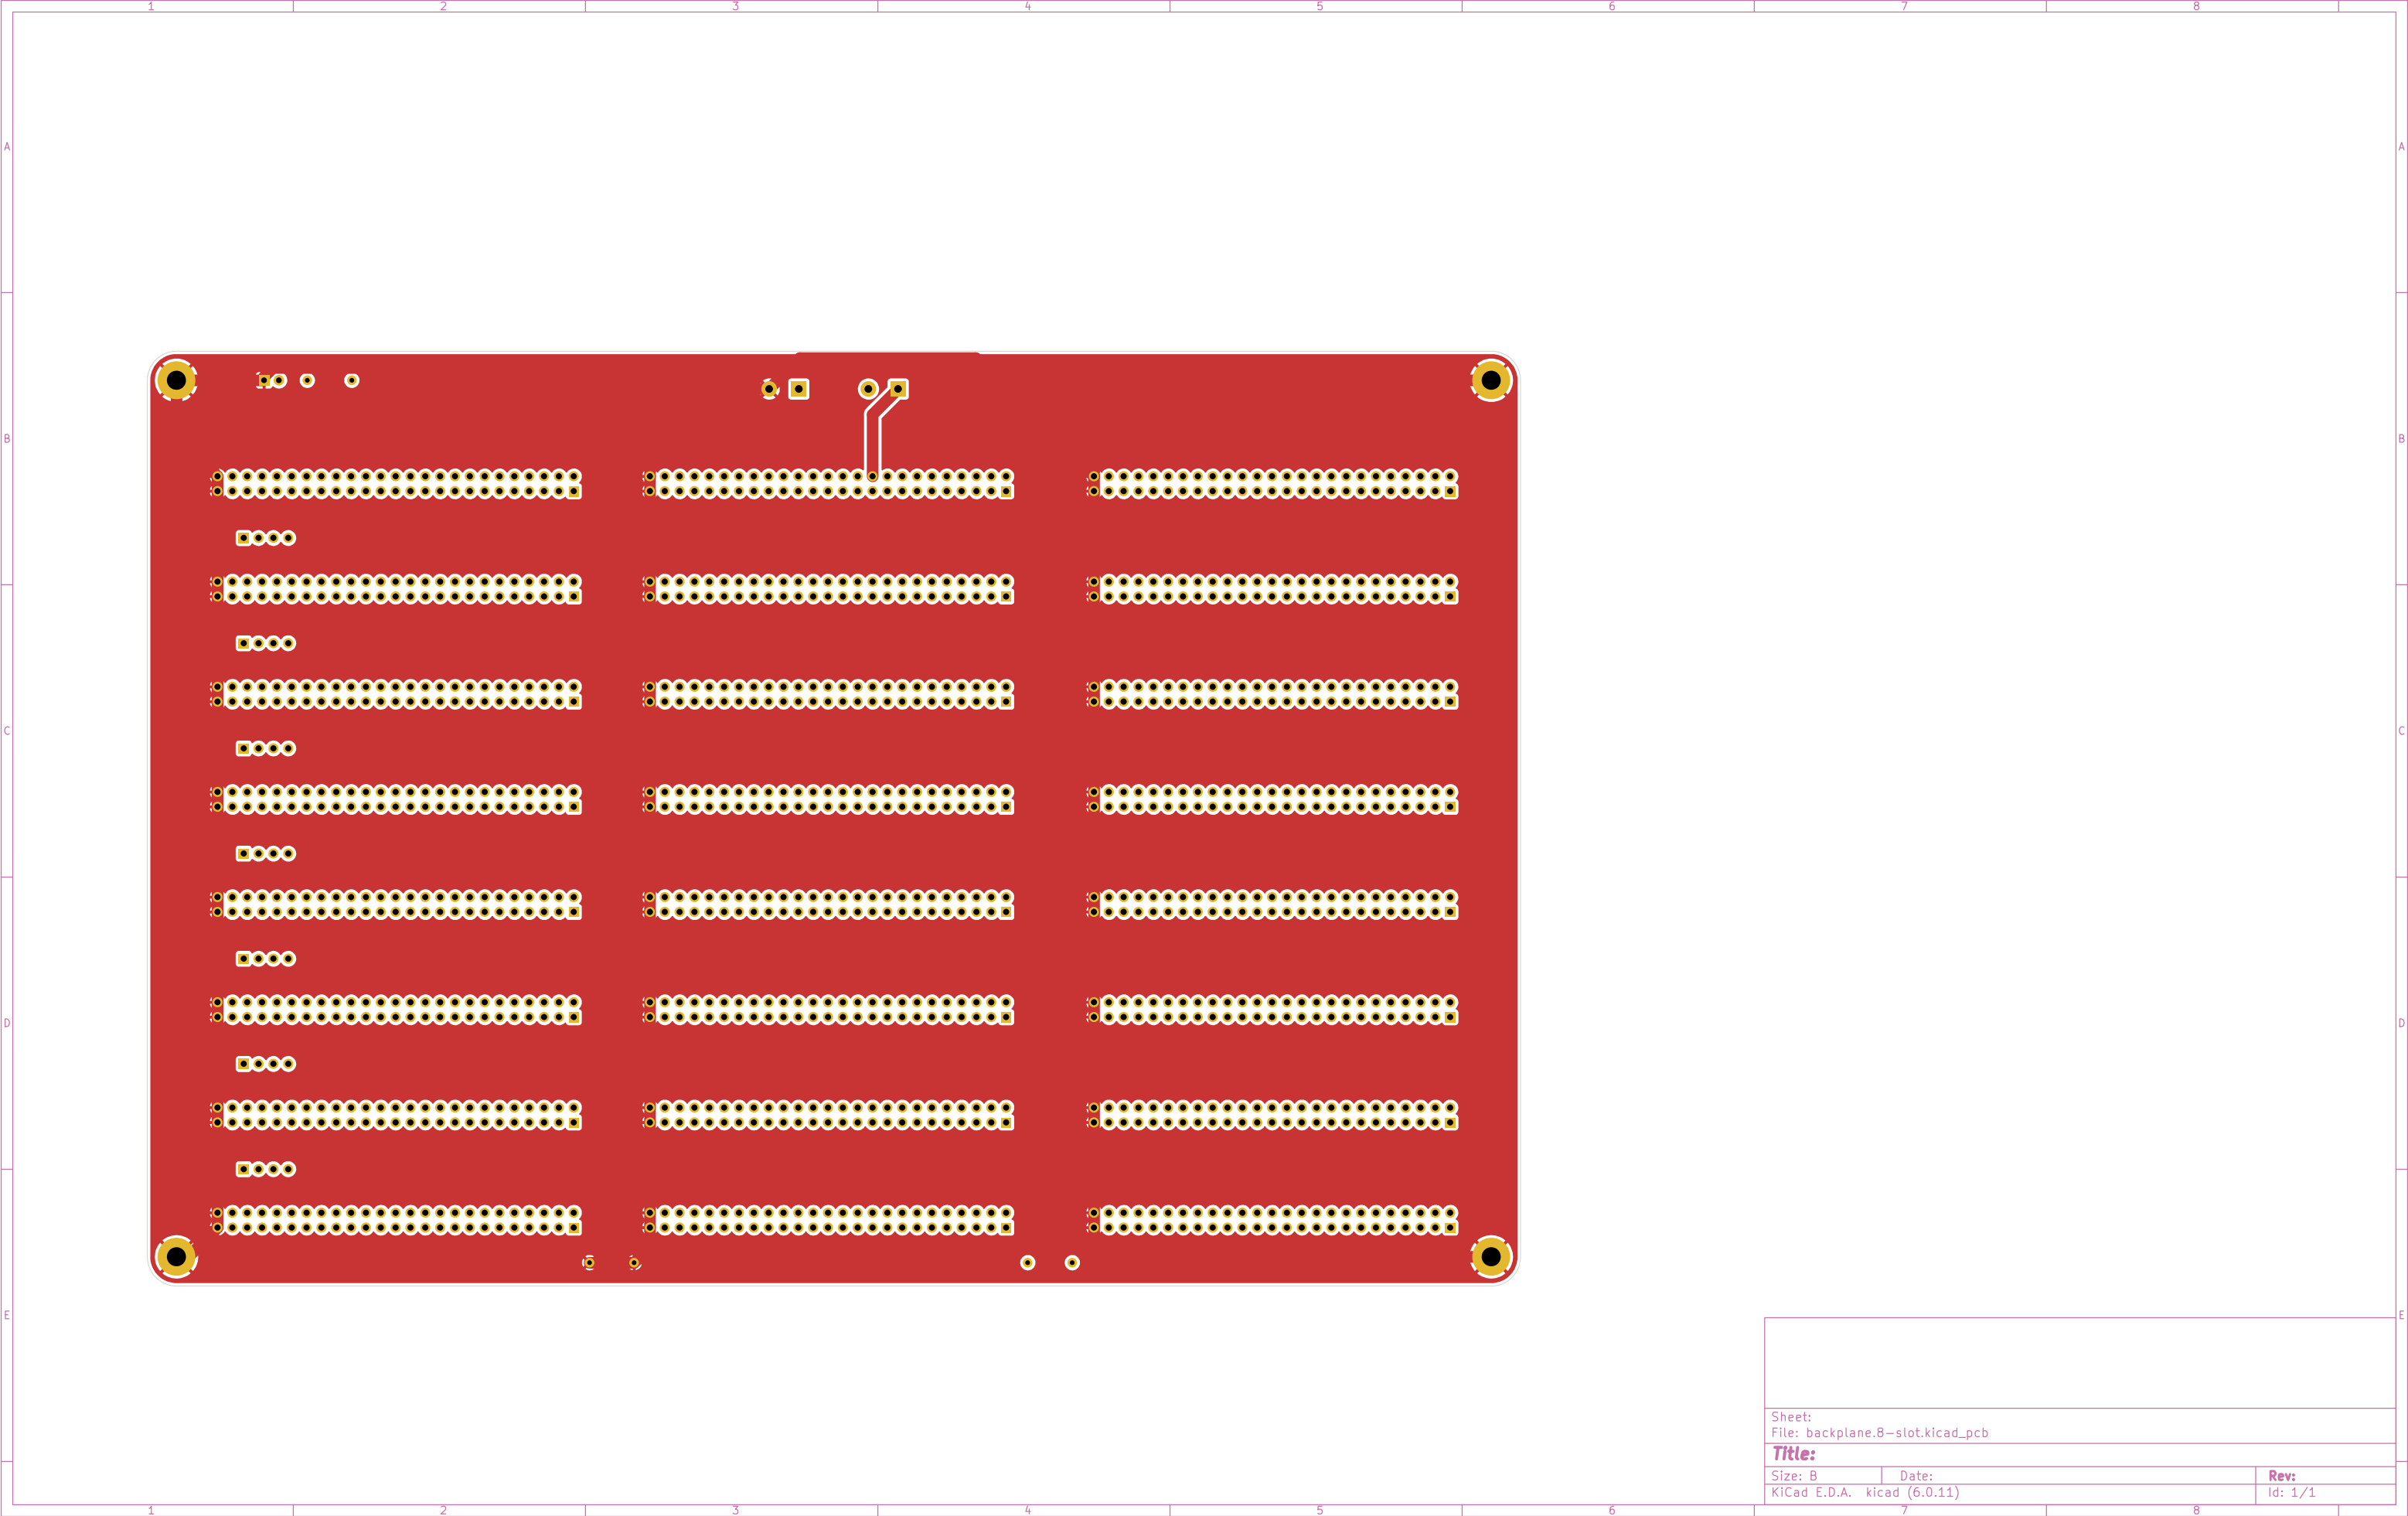 1 2 3 4 5 6 7 8
A A
B B
C C
D D
E E
Sheet:
File: backplane.8-slot.kicad_pcb
Title:
Size: B Date: Rev:
KiCad E.D.A. kicad (6.0.11) Id: 1/1
1 2 3 4 5 6 7 8